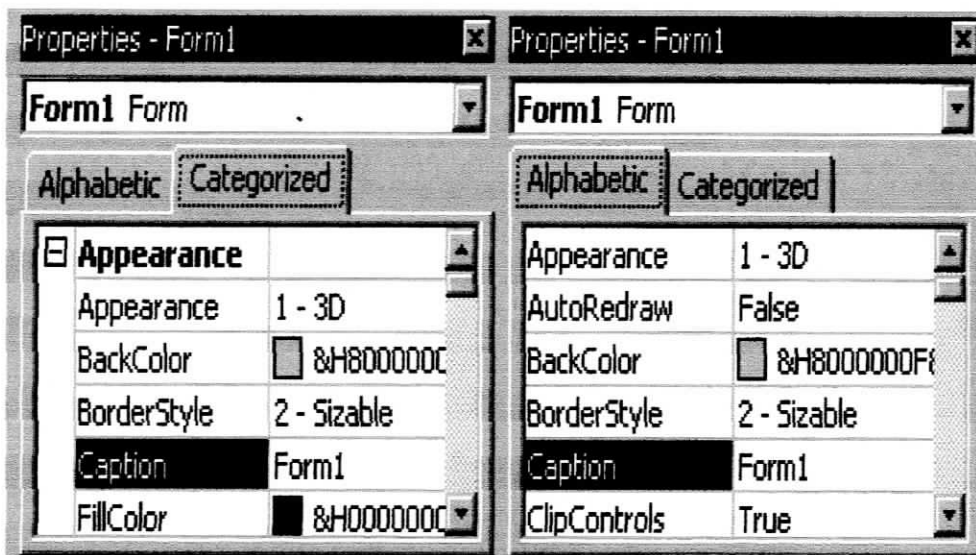 Properties - Form1
Form1 Form
Alphabetic Categorized
Appearance
Appearance 1 - 3D
BackColor &H8000000
BorderStyle 2 - Sizable
Caption Form1
FillColor &H0000000
Properties - Form1
Form1 Form
Alphabetic Categorized
Appearance 1 - 3D
AutoRedraw False
BackColor &H8000000F&
BorderStyle 2 - Sizable
Caption Form1
ClipControls True